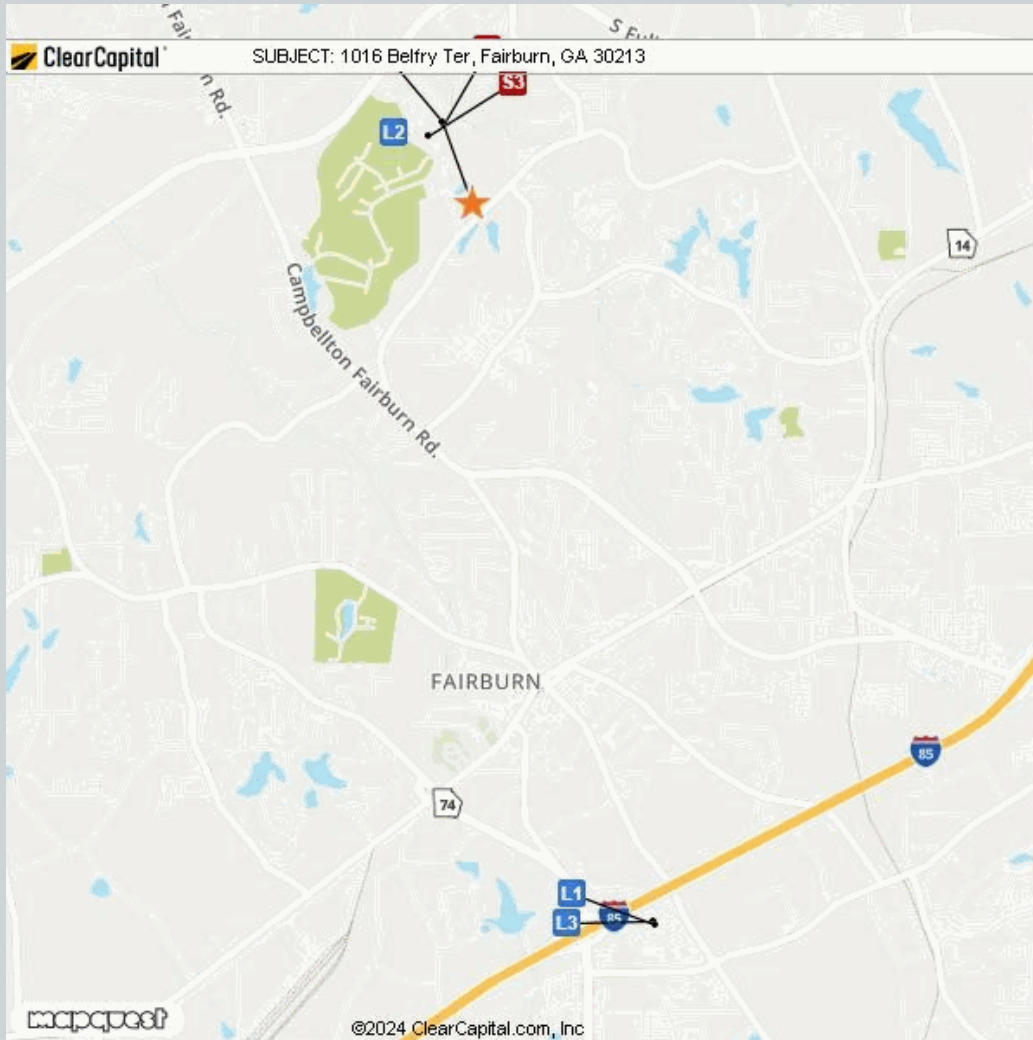 ClearCapital
SUBJECT: 1016 Belfry Ter, Fairburn, GA 30213
n Rd.
S3
L2
14
Campbellton Fairburn Rd.
FAIRBURN
85
74
L1
L3
85
mapquest
©2024 ClearCapital.com, Inc